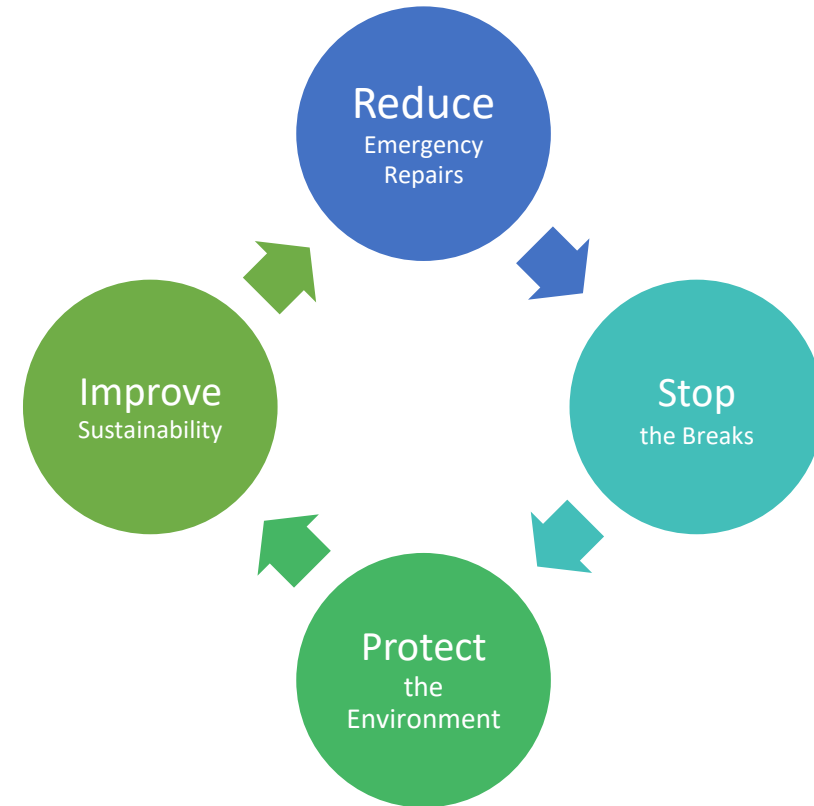 Reduce
Emergency
Repairs
Improve
Sustainability
Stop
the Breaks
Protect
the
Environment